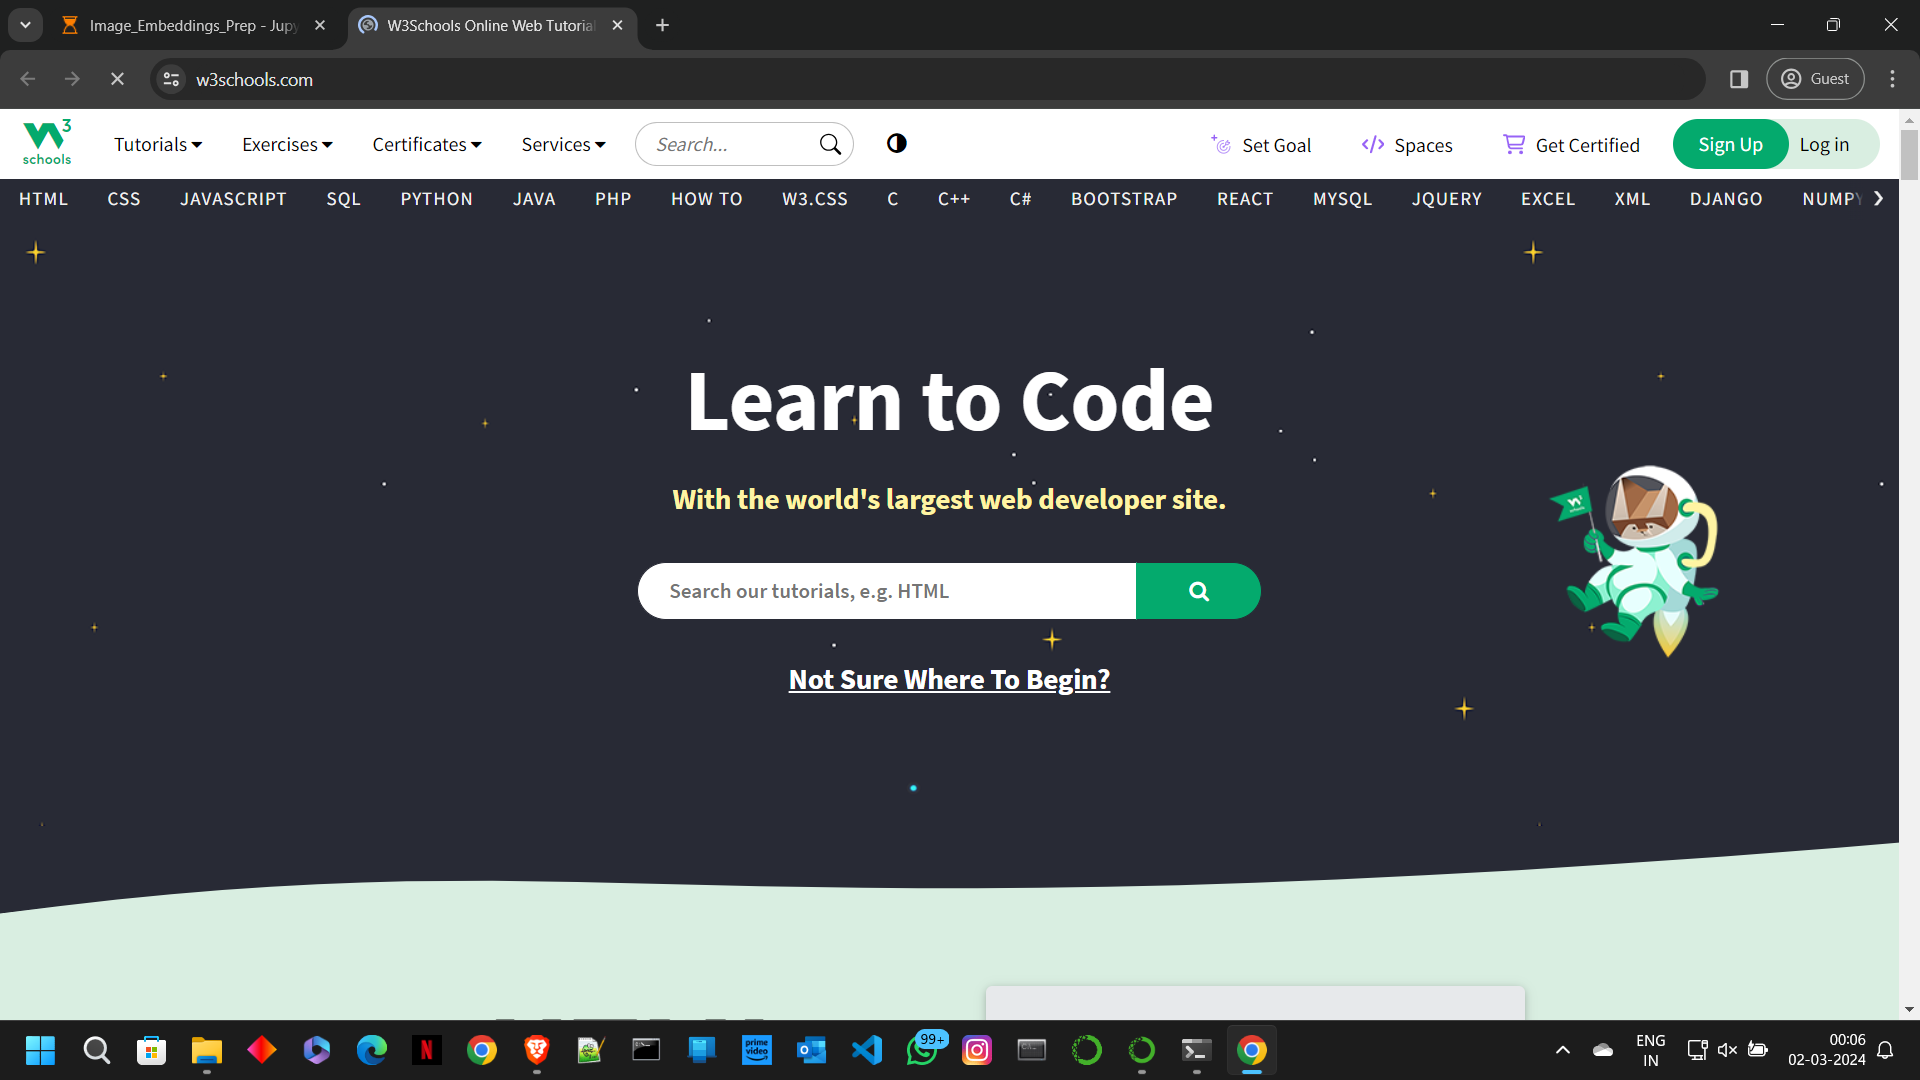 Image_Embeddings_Prep - Jupy
W3Schools Online Web Tutorial
w3schools.com
Guest
3
schools
Tutorials
Exercises
Certificates
Services
Search...
Set Goal
Spaces
Get Certified
Sign Up
Log in
HTML CSS JAVASCRIPT SQL PYTHON JAVA PHP HOW TO W3.CSS C C++ C# BOOTSTRAP REACT MYSQL JQUERY EXCEL XML DJANGO NUMPY
Learn to Code
With the world's largest web developer site.
Search our tutorials, e.g. HTML
Not Sure Where To Begin?
prime video
99+
ENG
IN
00:06
02-03-2024